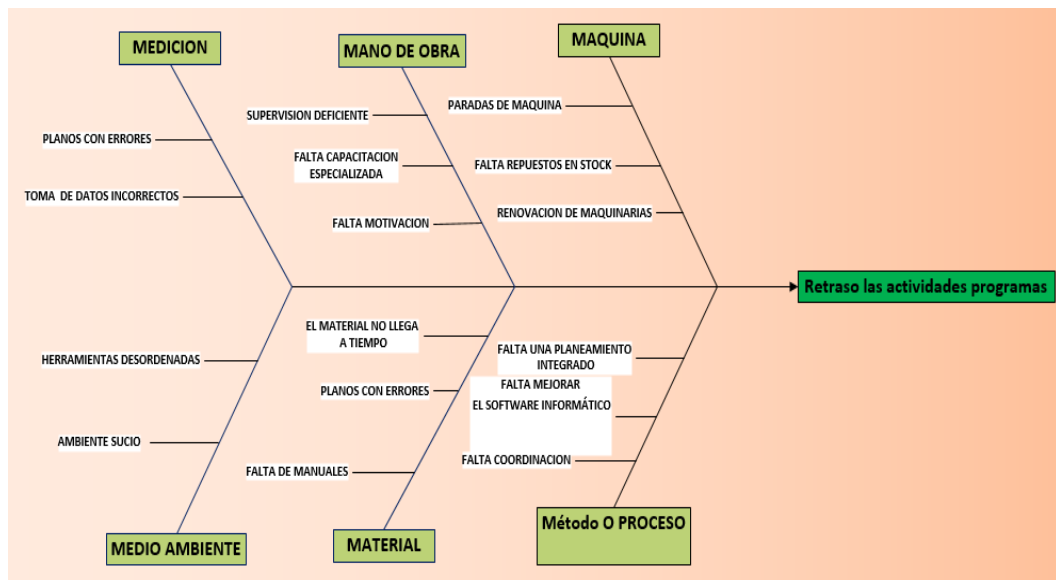 MEDICION
MANO DE OBRA
MAQUINA
PLANOS CON ERRORES
TOMA DE DATOS INCORRECTOS
SUPERVISION DEFICIENTE
FALTA CAPACITACION
ESPECIALIZADA
FALTA MOTIVACION
PARADAS DE MAQUINA
FALTA REPUESTOS EN STOCK
RENOVACION DE MAQUINARIAS
Retraso las actividades programas
HERRAMIENTAS DESORDENADAS
AMBIENTE SUCIO
EL MATERIAL NO LLEGA
A TIEMPO
PLANOS CON ERRORES
FALTA DE MANUALES
FALTA UNA PLANEAMIENTO
INTEGRADO
FALTA MEJORAR
EL SOFTWARE INFORMÁTICO
FALTA COORDINACION
MEDIO AMBIENTE
MATERIAL
Método O PROCESO